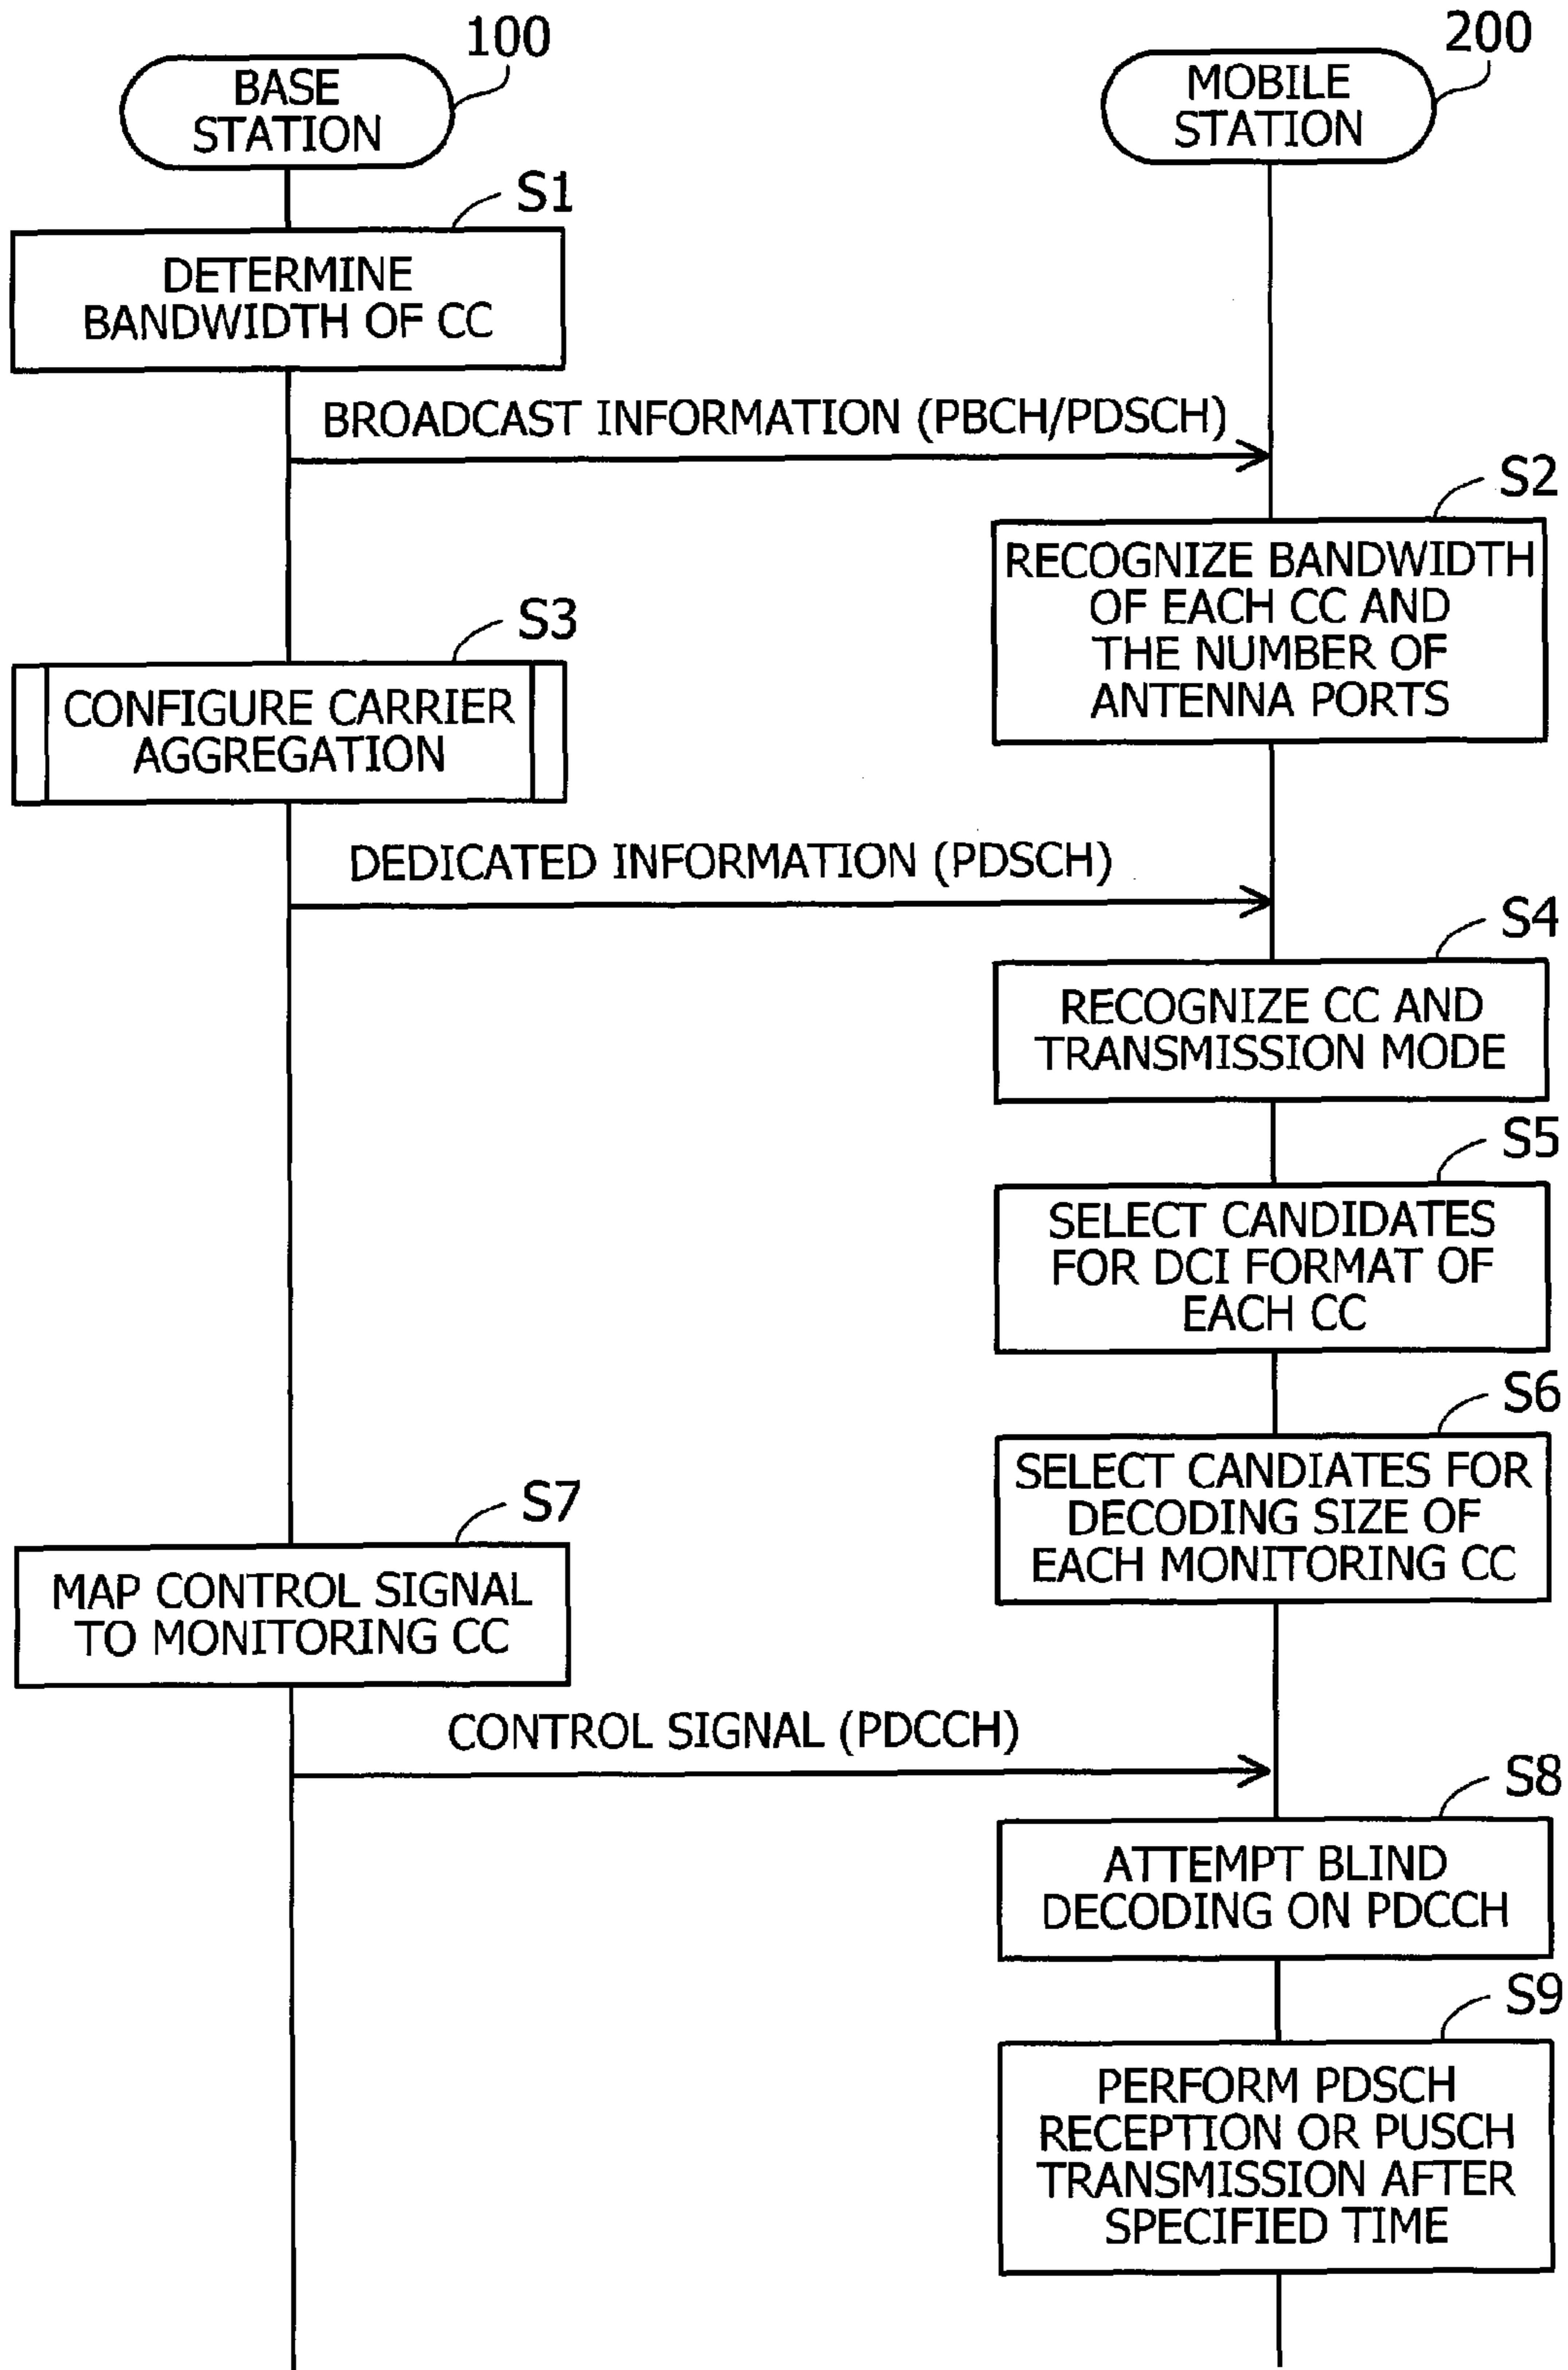 100
BASE
STATION
200
MOBILE
STATION
S1
DETERMINE
BANDWIDTH OF CC
BROADCAST INFORMATION (PBCH/PDSCH)
S2
RECOGNIZE BANDWIDTH
OF EACH CC AND
THE NUMBER OF
ANTENNA PORTS
S3
CONFIGURE CARRIER
AGGREGATION
DEDICATED INFORMATION (PDSCH)
S4
RECOGNIZE CC AND
TRANSMISSION MODE
S5
SELECT CANDIDATES
FOR DCI FORMAT OF
EACH CC
S6
SELECT CANDIATES FOR
DECODING SIZE OF
EACH MONITORING CC
S7
MAP CONTROL SIGNAL
TO MONITORING CC
CONTROL SIGNAL (PDCCH)
S8
ATTEMPT BLIND
DECODING ON PDCCH
S9
PERFORM PDSCH
RECEPTION OR PUSCH
TRANSMISSION AFTER
SPECIFIED TIME